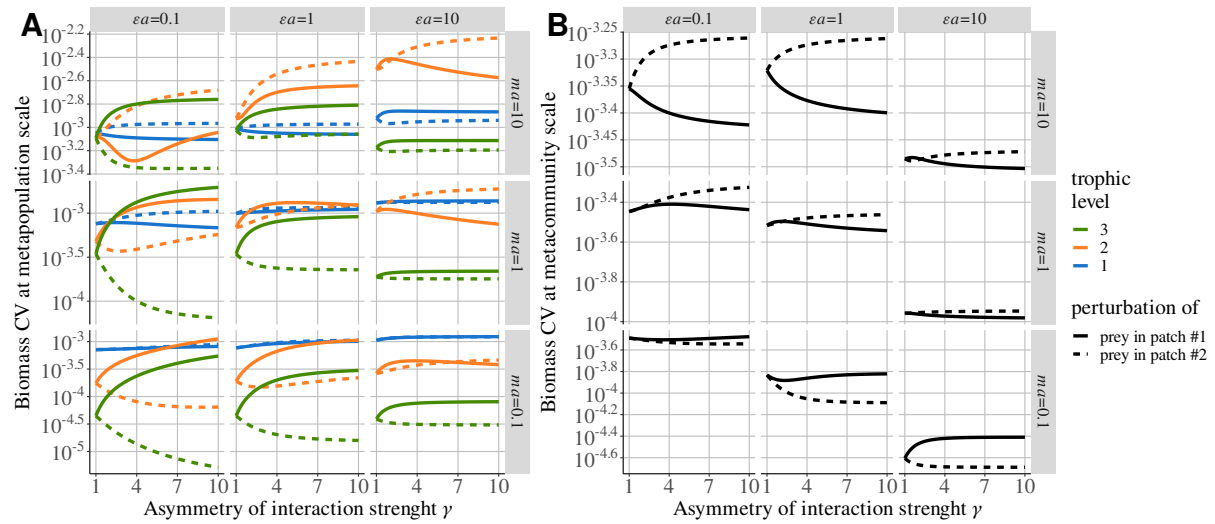 A
εa=0.1
εa=1
εa=10
10^-2.2
10^-2.4
10^-2.6
10^-2.8
10^-3
10^-3.2
10^-3.4
ma=10
10^-3
10^-3.5
10^-4
ma=1
10^-3
10^-3.5
10^-4
10^-4.5
10^-5
ma=0.1
1 4 7 10
1 4 7 10
1 4 7 10
Biomass CV at metapopulation scale
Asymmetry of interaction strenght γ
B
εa=0.1
εa=1
εa=10
10^-3.25
10^-3.3
10^-3.35
10^-3.4
10^-3.45
10^-3.5
ma=10
10^-3.4
10^-3.6
10^-3.8
10^-4
ma=1
10^-3.6
10^-3.8
10^-4
10^-4.2
10^-4.4
10^-4.6
ma=0.1
1 4 7 10
1 4 7 10
1 4 7 10
Biomass CV at metacommunity scale
Asymmetry of interaction strenght γ
trophic
level
3
2
1
perturbation of
prey in patch #1
prey in patch #2